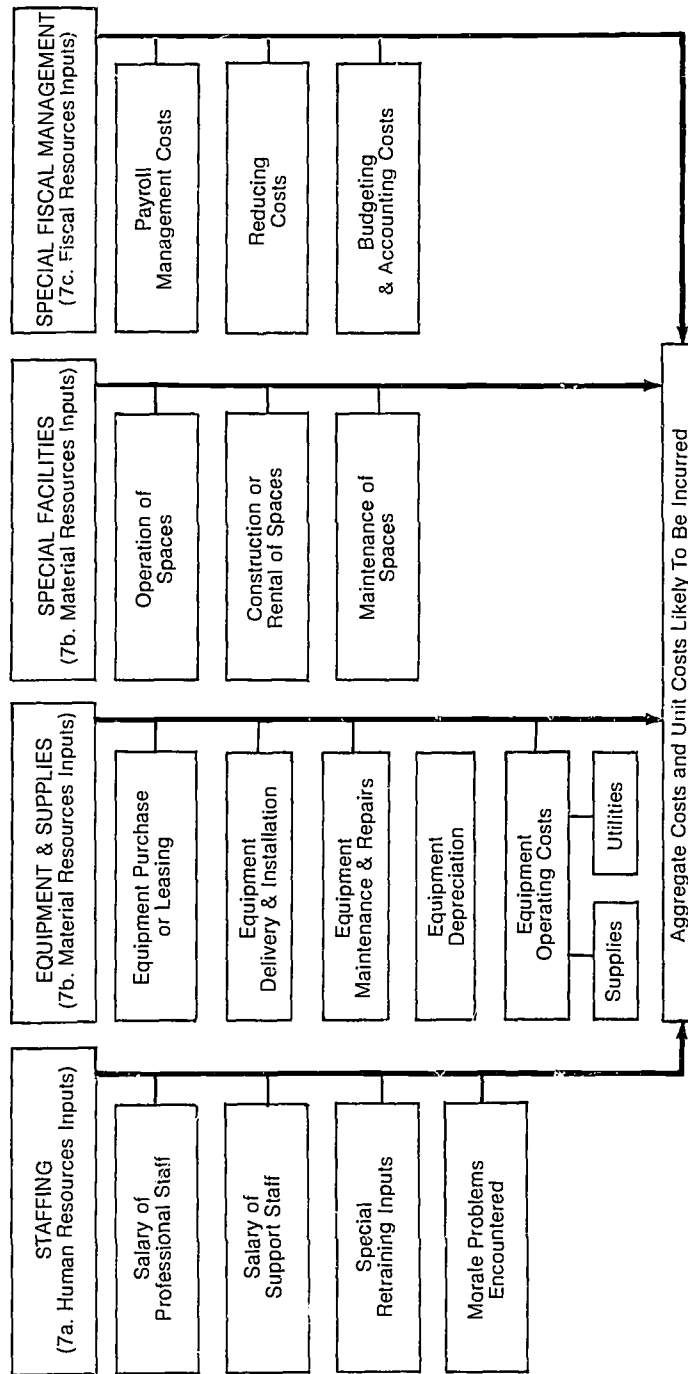 STAFFING
(7a. Human Resources Inputs)
Salary of
Professional Staff
Salary of
Support Staff
Special
Retraining Inputs
Morale Problems
Encountered
EQUIPMENT & SUPPLIES
(7b. Material Resources Inputs)
Equipment Purchase
or Leasing
Equipment
Delivery & Installation
Equipment
Maintenance & Repairs
Equipment
Depreciation
Equipment
Operating Costs
Supplies
Utilities
SPECIAL FACILITIES
(7b. Material Resources Inputs)
Operation of
Spaces
Construction or
Rental of Spaces
Maintenance of
Spaces
SPECIAL FISCAL MANAGEMENT
(7c. Fiscal Resources Inputs)
Payroll
Management Costs
Reducing
Costs
Budgeting
& Accounting Costs
Aggregate Costs and Unit Costs Likely To Be Incurred